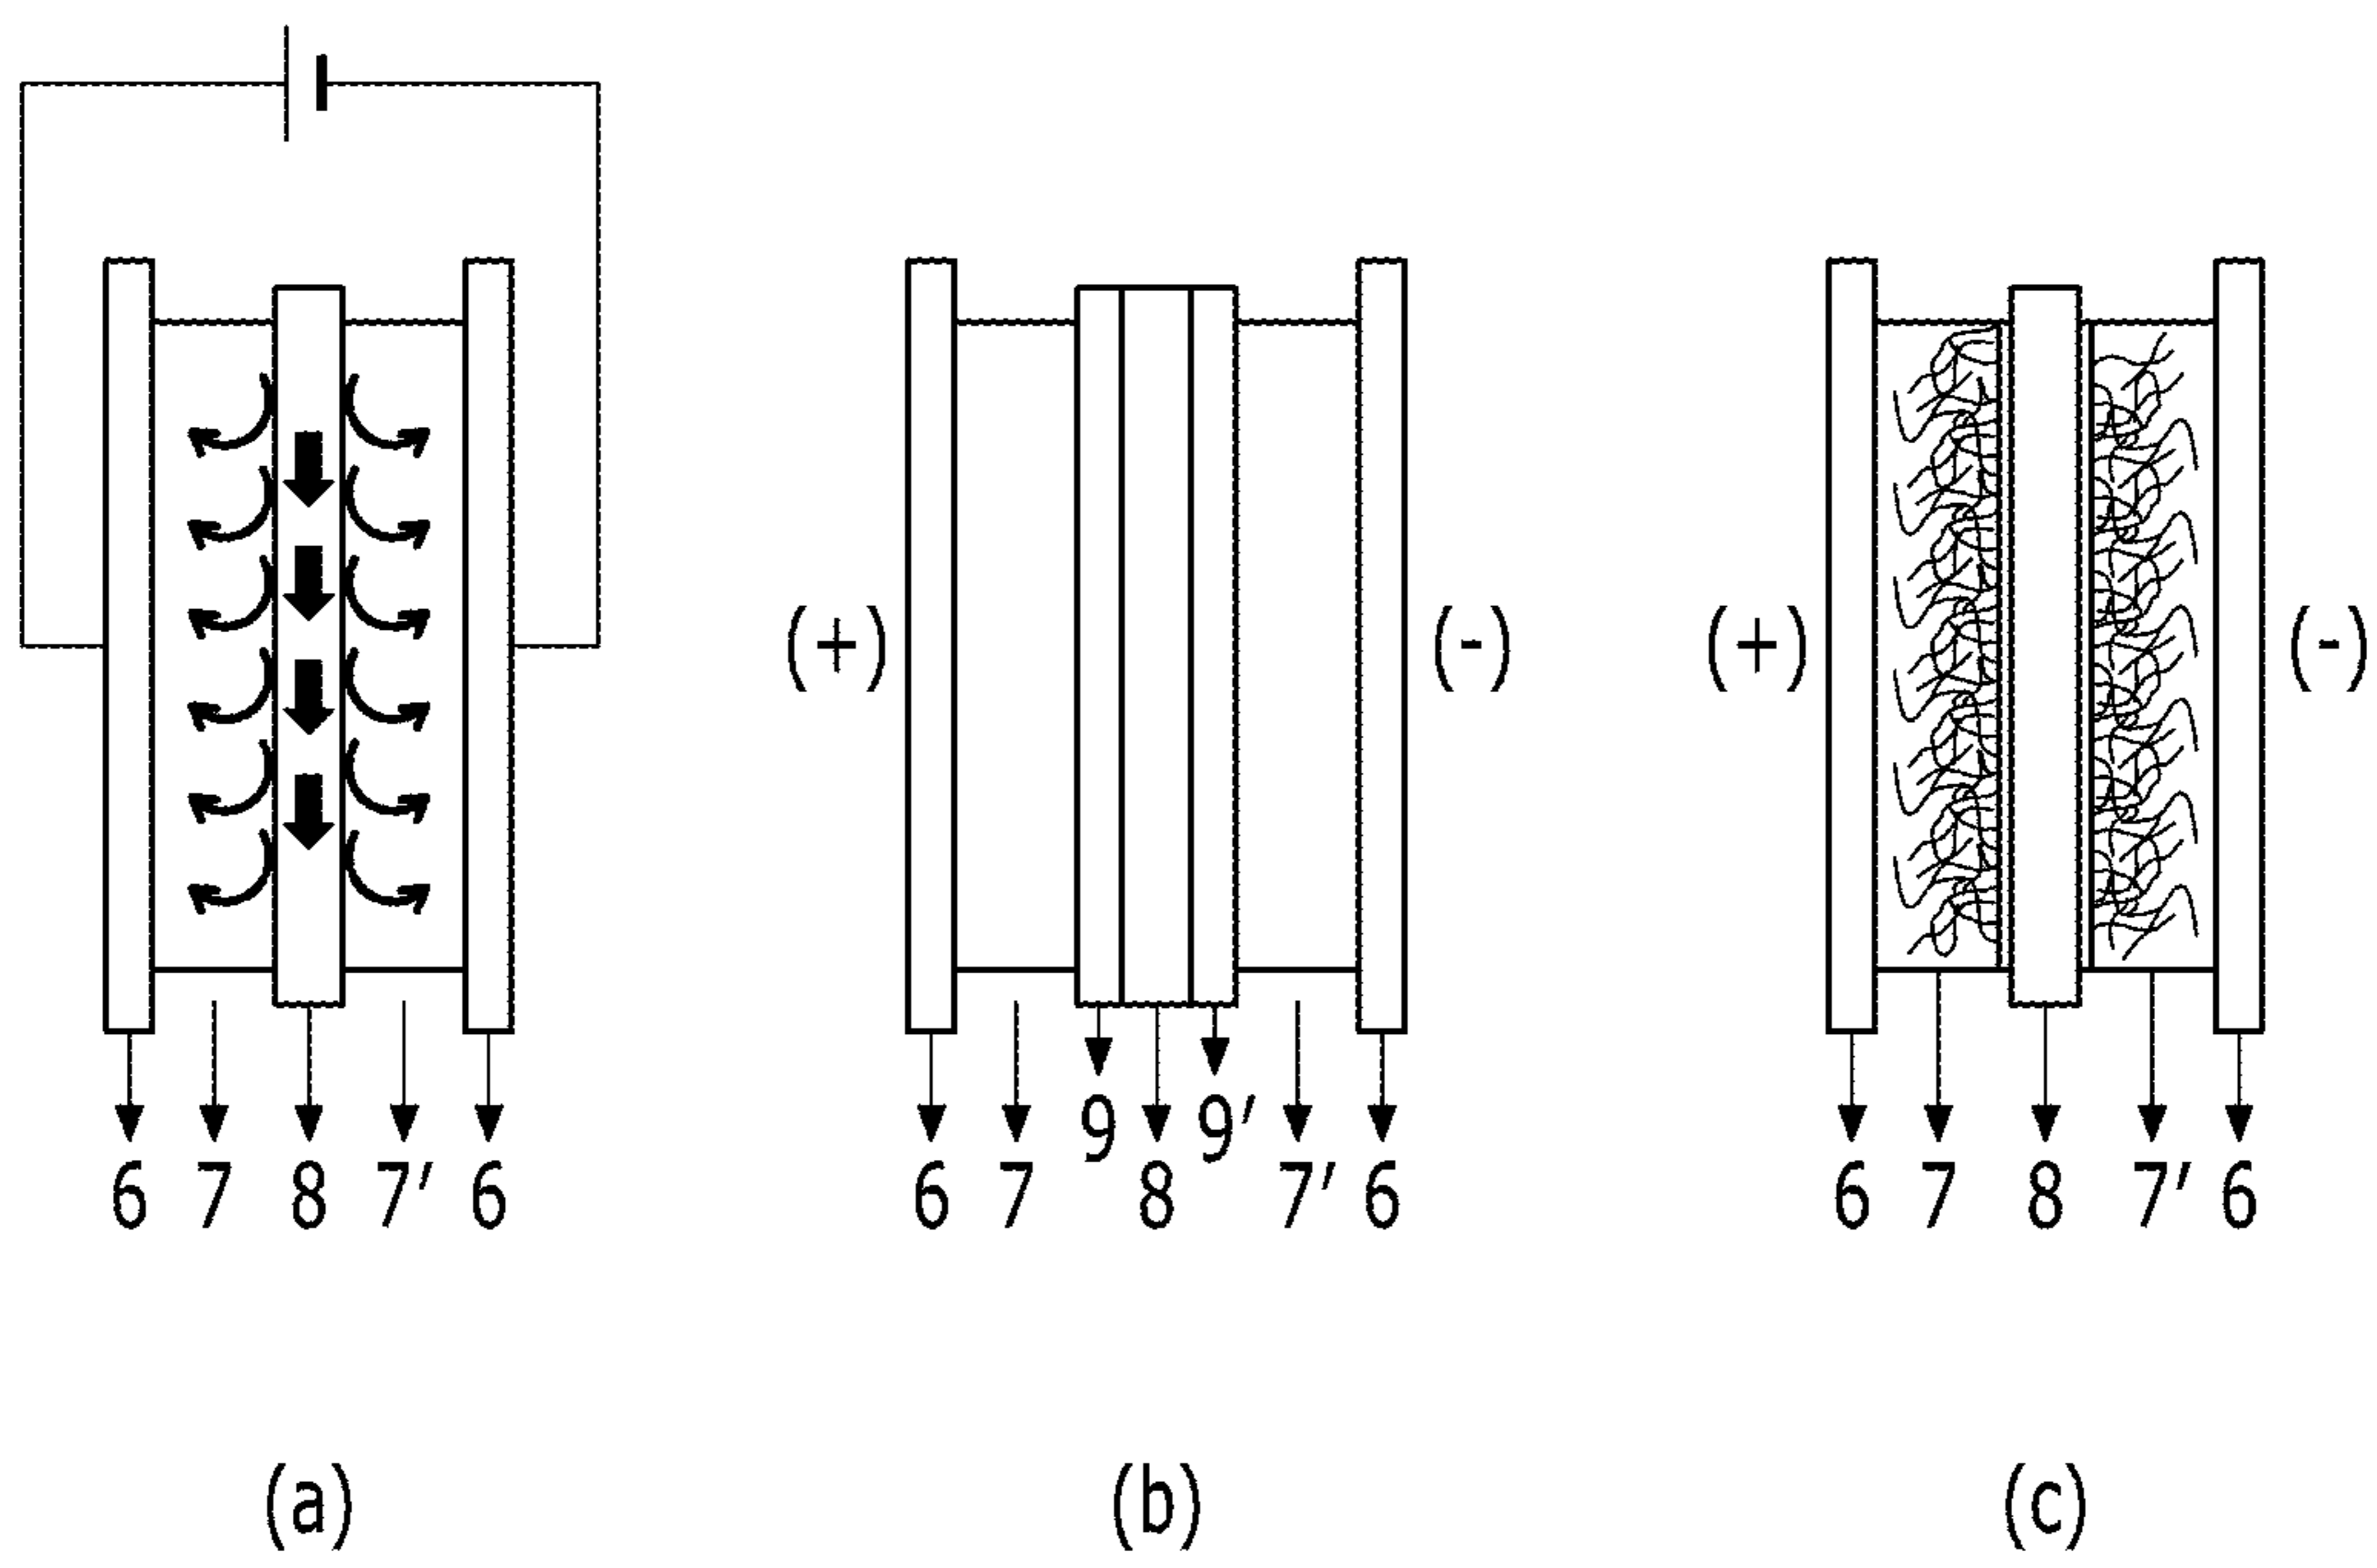 (+) (-) (+) (-)
9 9′
6 7 8 7′ 6 6 7 8 7′ 6 6 7 8 7′ 6
(a) (b) (c)